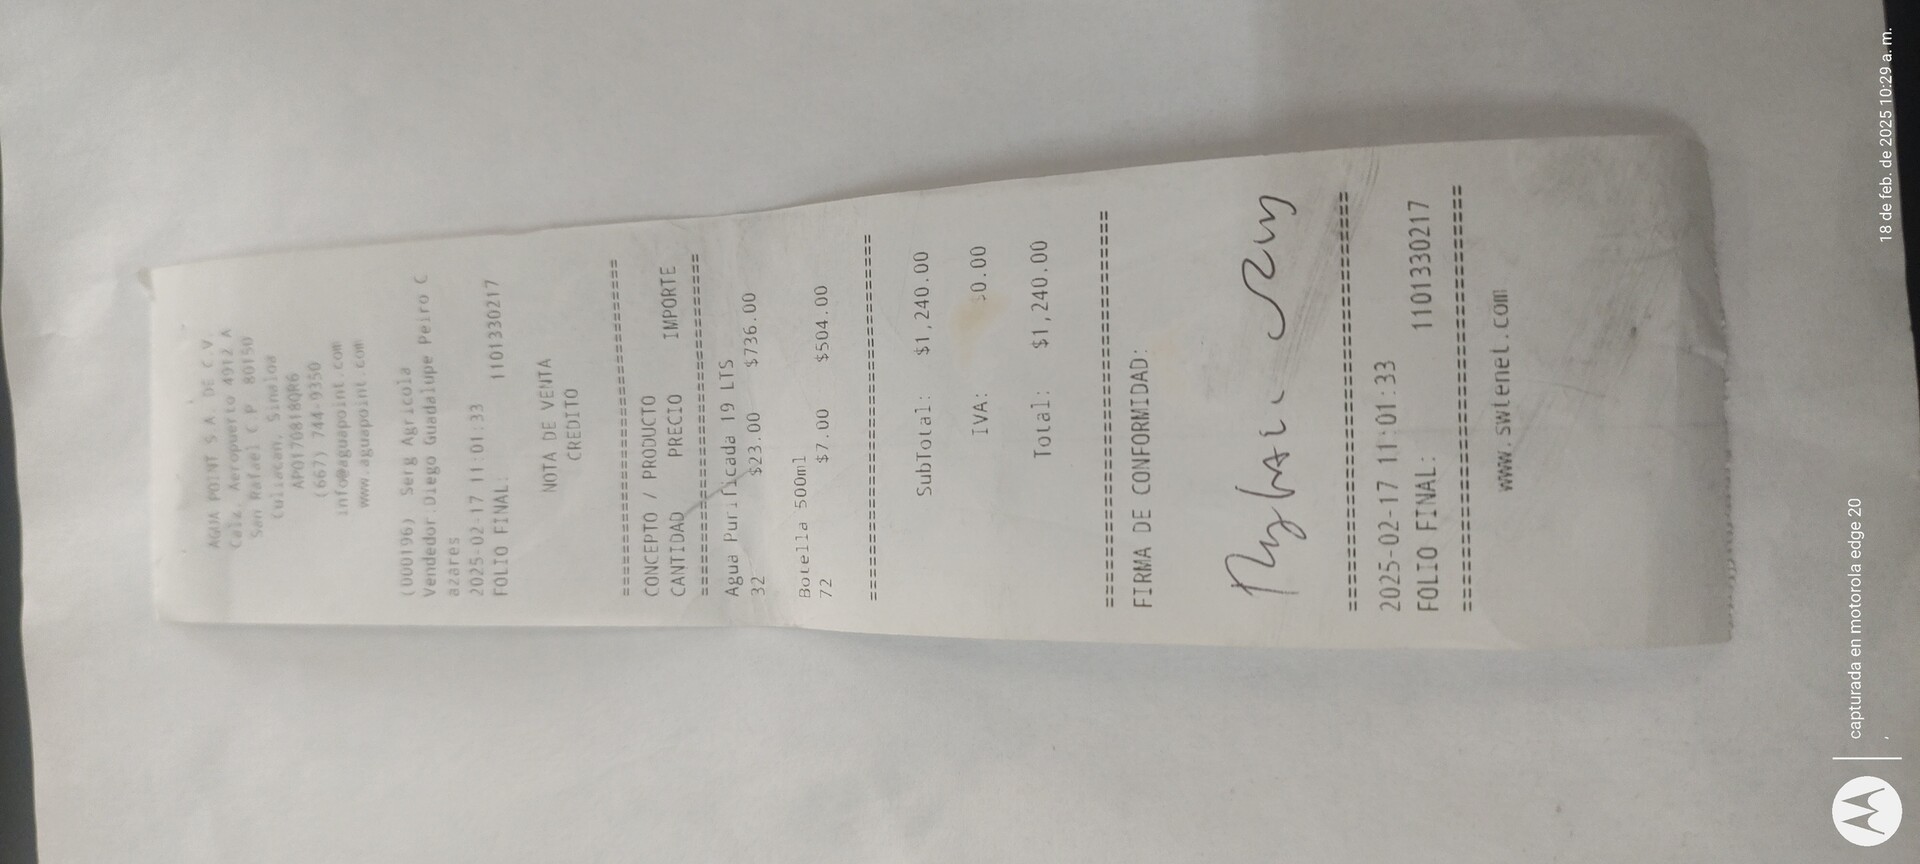 AGUA POINT S.A. DE C.V.
Calz. Aeropuerto 4912 A
San Rafael C.P. 80150
Culiacan, Sinaloa
APO170818QR6
(667) 744-9350
info@aguapoint.com
www.aguapoint.com
(000196) Serg Agricola
Vendedor:Diego Guadalupe Peiro C
azares
2025-02-17 11:01:33
FOLIO FINAL: 1101330217
NOTA DE VENTA
CREDITO
================================
CONCEPTO / PRODUCTO
CANTIDAD PRECIO IMPORTE
================================
Agua Purificada 19 LTS
32 $23.00 $736.00
Botella 500ml
72 $7.00 $504.00
================================
SubTotal: $1,240.00
IVA: $0.00
Total: $1,240.00
================================
FIRMA DE CONFORMIDAD:
================================
2025-02-17 11:01:33
FOLIO FINAL: 1101330217
================================
www.swtenet.com
capturada en motorola edge 20
18 de feb. de 2025 10:29 a. m.